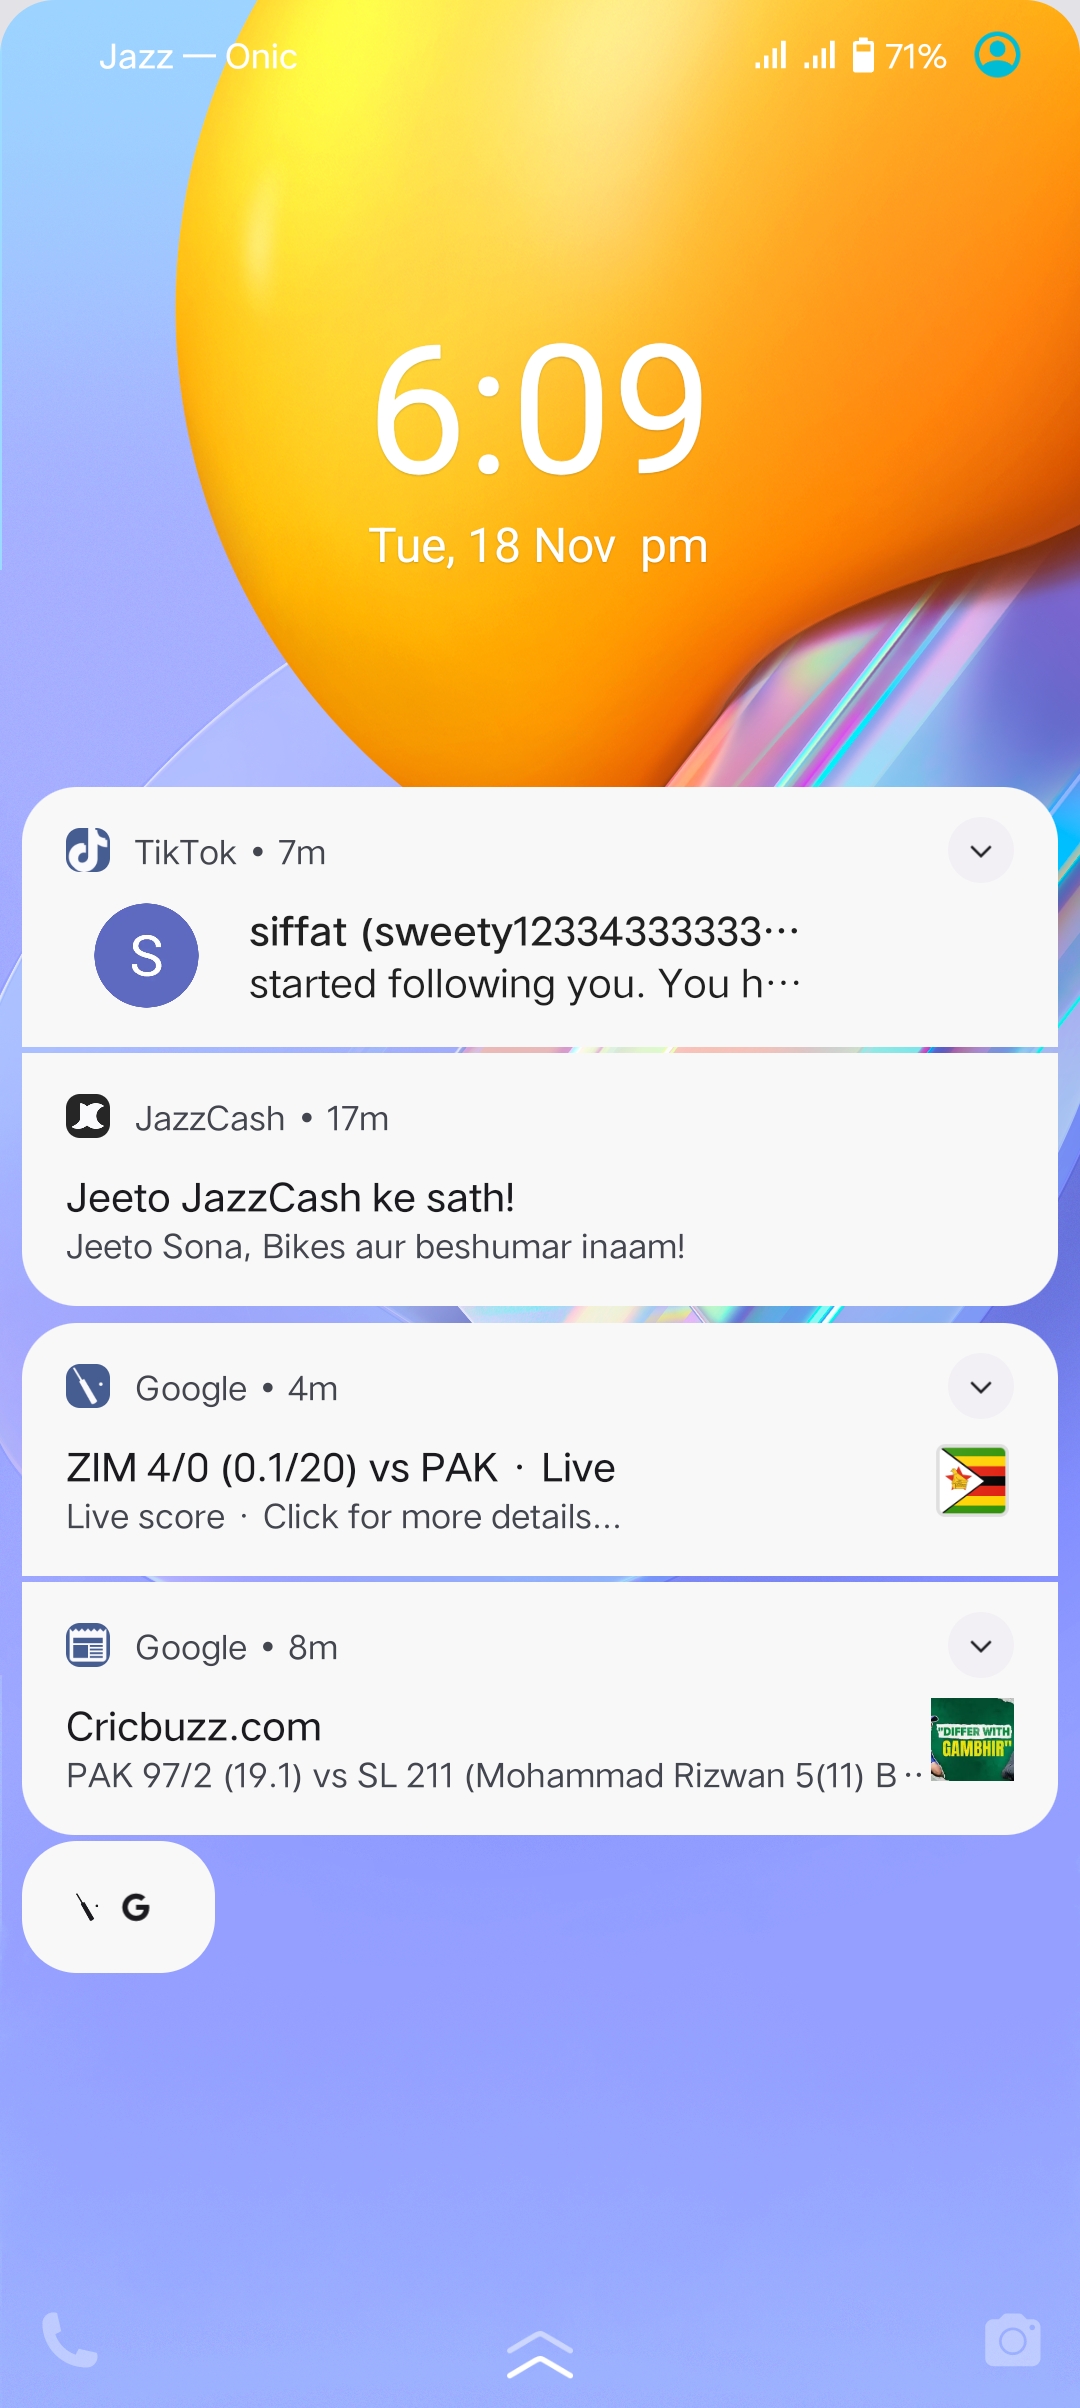 Jazz — Onic
71%
6:09
Tue, 18 Nov pm
TikTok • 7m
S
siffat (sweety12334333333···
started following you. You h···
JazzCash • 17m
Jeeto JazzCash ke sath!
Jeeto Sona, Bikes aur beshumar inaam!
Google • 4m
ZIM 4/0 (0.1/20) vs PAK · Live
Live score · Click for more details...
Google • 8m
Cricbuzz.com
PAK 97/2 (19.1) vs SL 211 (Mohammad Rizwan 5(11) B··
"DIFFER WITH
GAMBHIR"
G